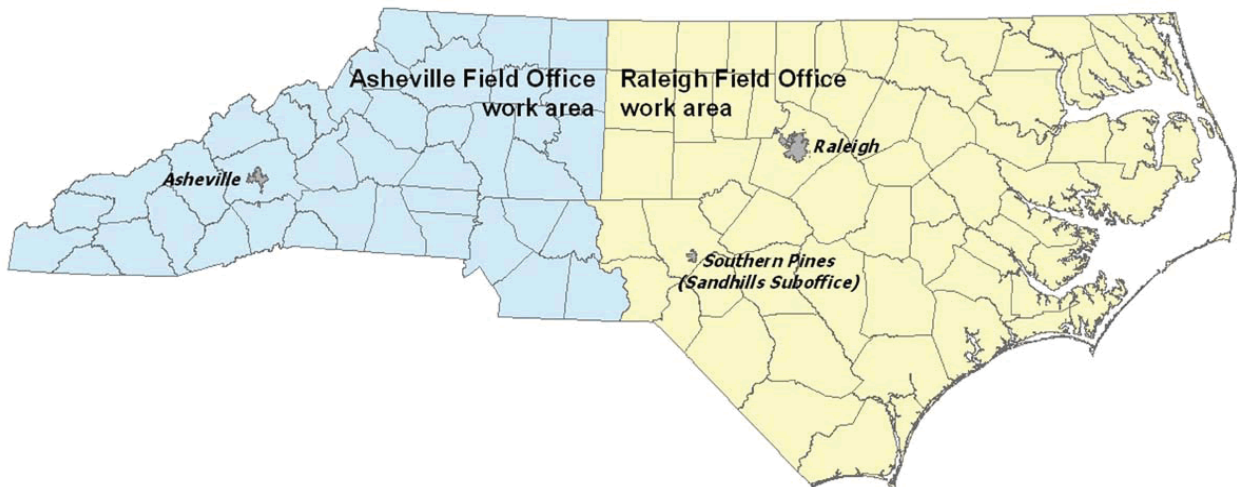 Asheville Field Office
work area
Raleigh Field Office
work area
Raleigh
Asheville
Southern Pines
(Sandhills Suboffice)